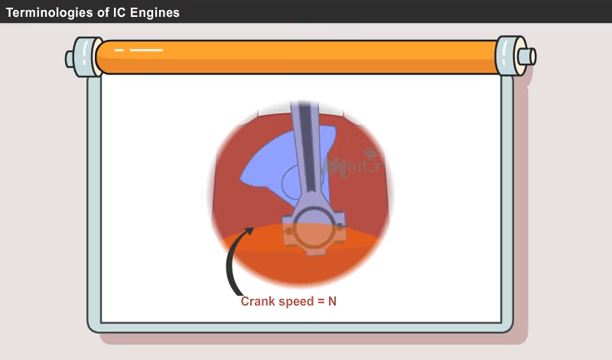 Terminologies of IC Engines
Crank speed = N